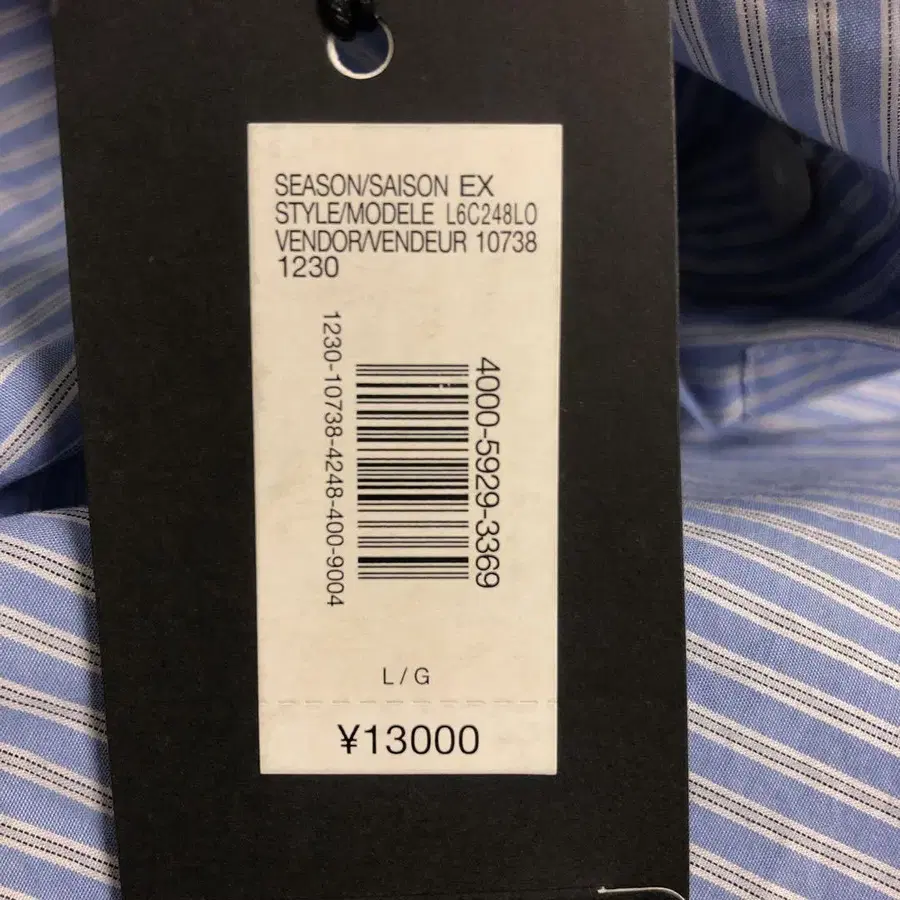 SEASON/SAISON EX
STYLE/MODELE L6C248LO
VENDOR/VENDEUR 10738
1230
4000-5929-3369
1230-10738-4248-400-9004
L / G
¥13000